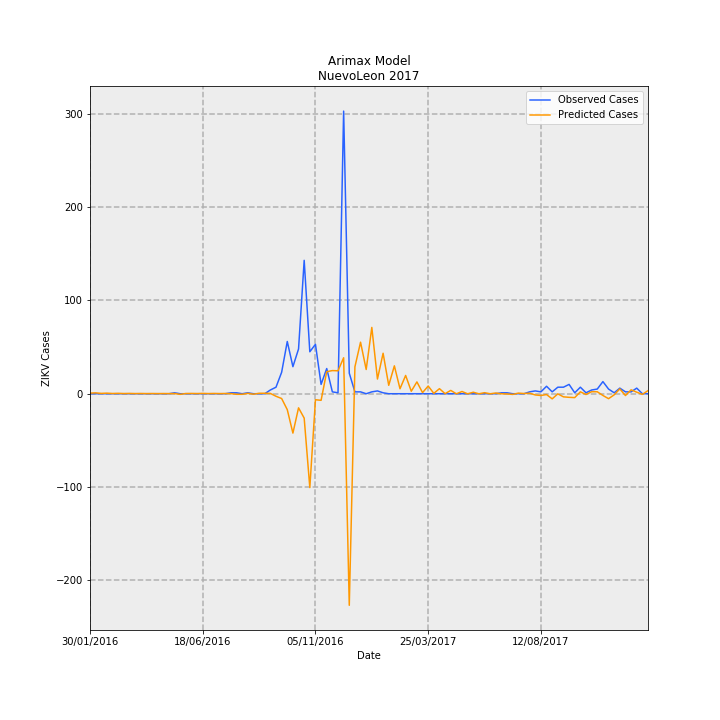 Arimax Model
NuevoLeon 2017
Observed Cases
Predicted Cases
300
200
100
0
−100
−200
ZIKV Cases
30/01/2016
18/06/2016
05/11/2016
25/03/2017
12/08/2017
Date